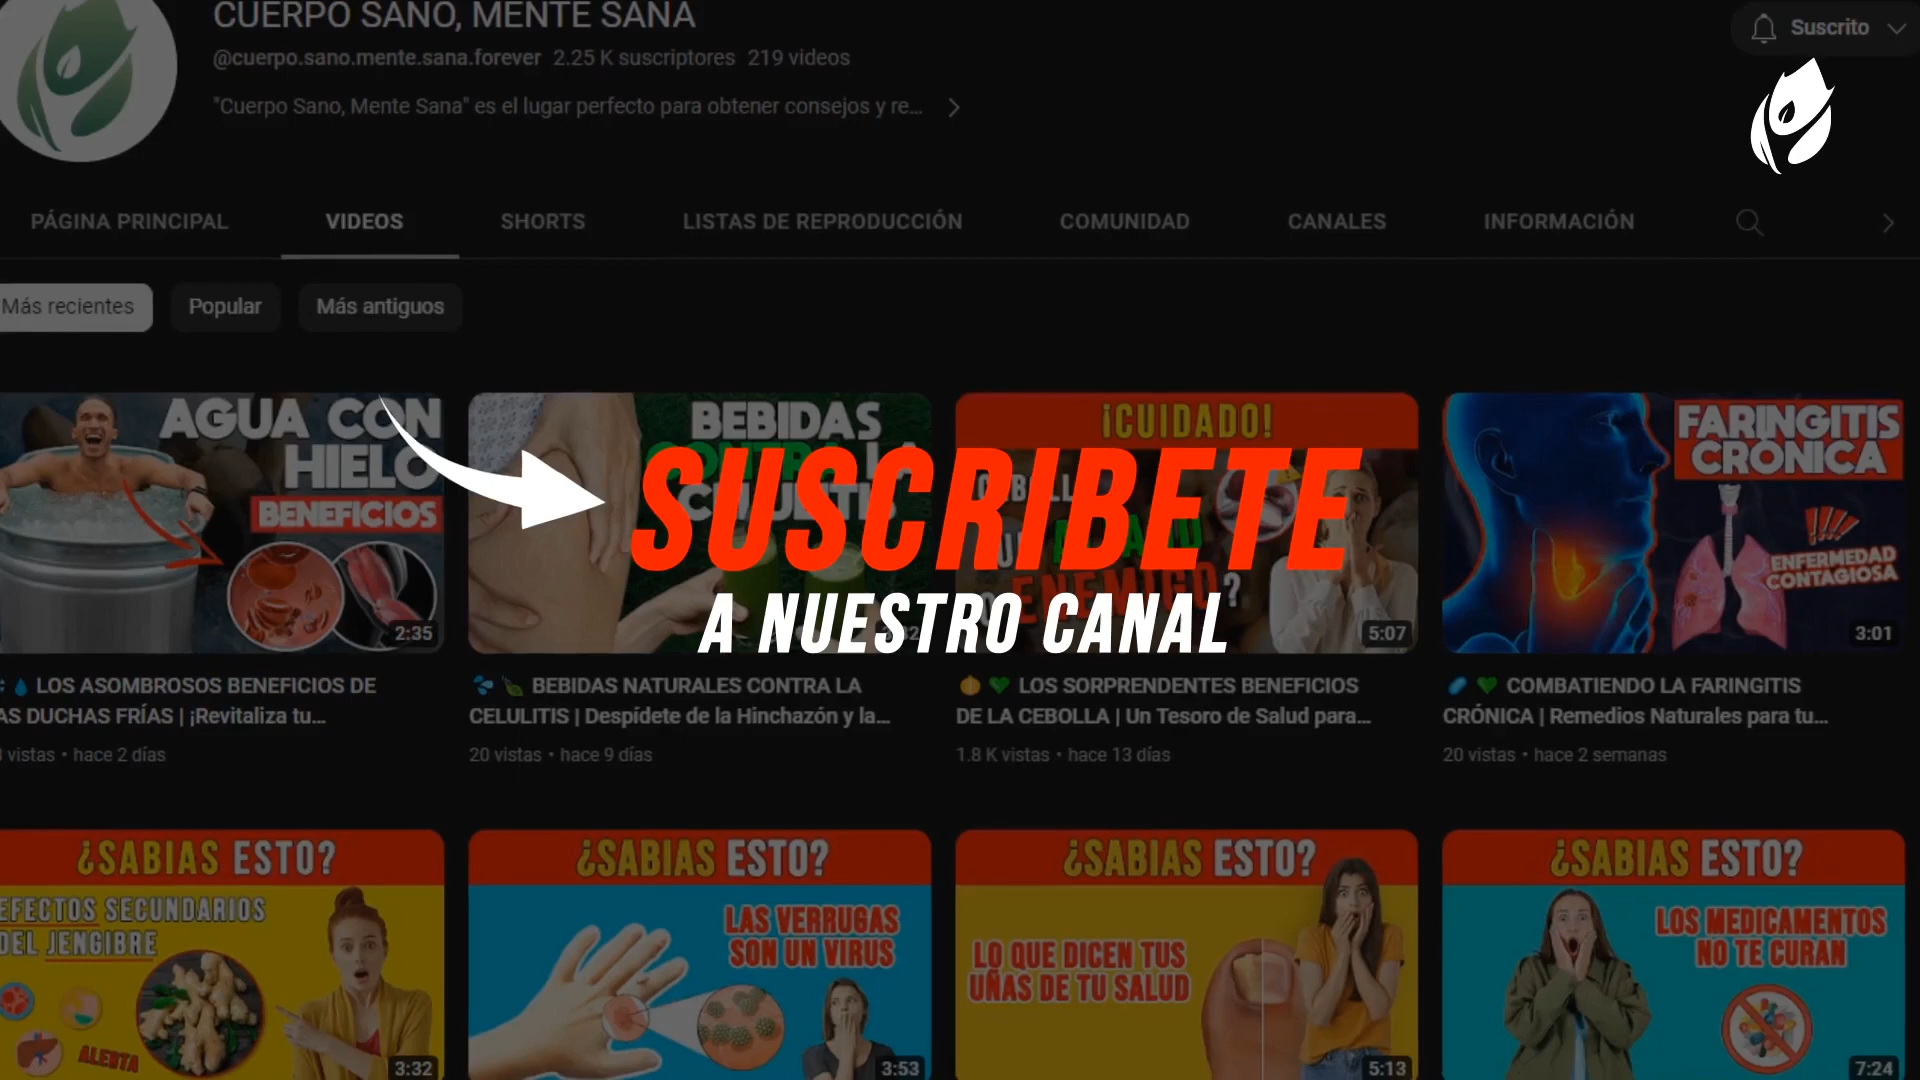 CUERPO SANO, MENTE SANA
@cuerpo.sano.mente.sana.forever 2.25 K suscriptores 219 videos
"Cuerpo Sano, Mente Sana" es el lugar perfecto para obtener consejos y re...
Suscrito
PÁGINA PRINCIPAL VIDEOS SHORTS LISTAS DE REPRODUCCIÓN COMUNIDAD CANALES INFORMACIÓN
Más recientes Popular Más antiguos
AGUA CON
HIELO
BENEFICIOS
2:35
BEBIDAS
CONTRA LA
CELULITIS
¡CUIDADO!
ENEMIGO?
5:07
FARINGITIS
CRÓNICA
ENFERMEDAD
CONTAGIOSA
3:01
SUSCRIBETE
A NUESTRO CANAL
LOS ASOMBROSOS BENEFICIOS DE
AS DUCHAS FRÍAS | ¡Revitaliza tu...
vistas • hace 2 días
BEBIDAS NATURALES CONTRA LA
CELULITIS | Despídete de la Hinchazón y la...
20 vistas • hace 9 días
LOS SORPRENDENTES BENEFICIOS
DE LA CEBOLLA | Un Tesoro de Salud para...
1.8 K vistas • hace 13 días
COMBATIENDO LA FARINGITIS
CRÓNICA | Remedios Naturales para tu...
20 vistas • hace 2 semanas
¿SABIAS ESTO?
EFECTOS SECUNDARIOS
DEL JENGIBRE
ALERTA
3:32
¿SABIAS ESTO?
LAS VERRUGAS
SON UN VIRUS
3:53
¿SABIAS ESTO?
LO QUE DICEN TUS
UÑAS DE TU SALUD
5:13
¿SABIAS ESTO?
LOS MEDICAMENTOS
NO TE CURAN
7:24